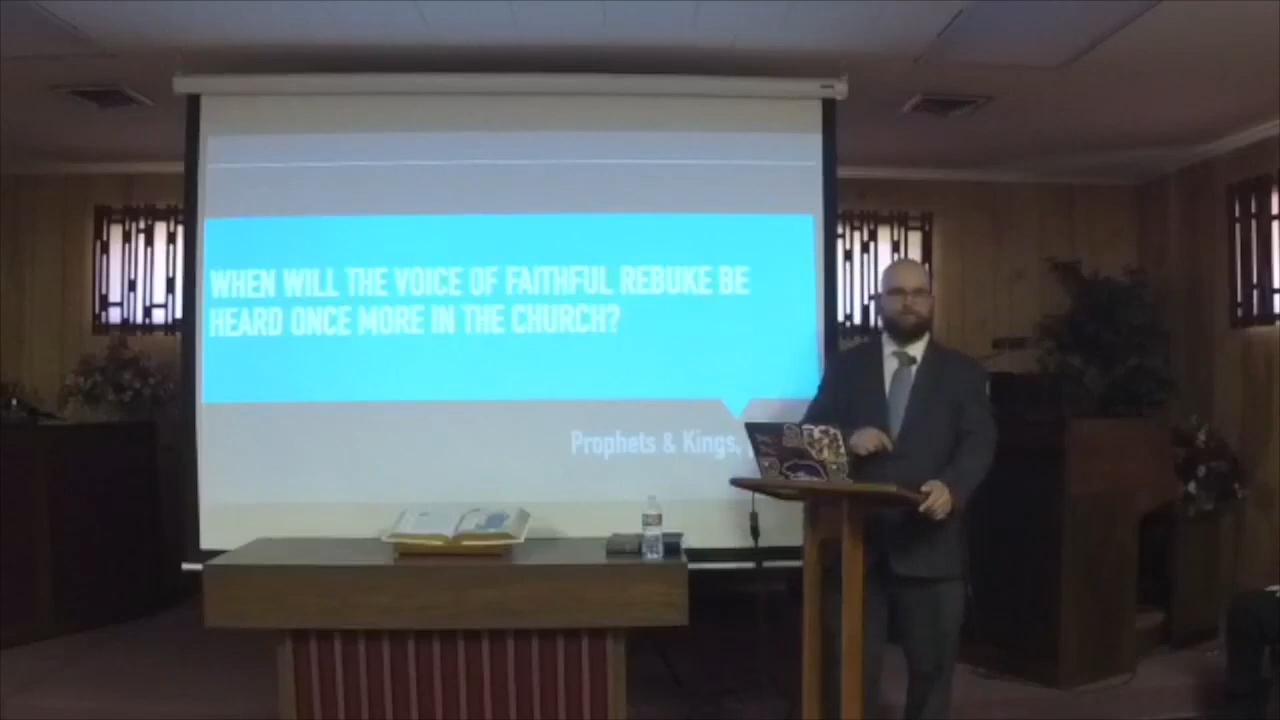 WHEN WILL THE VOICE OF FAITHFUL REBUKE BE
HEARD ONCE MORE IN THE CHURCH?
Prophets & Kings,